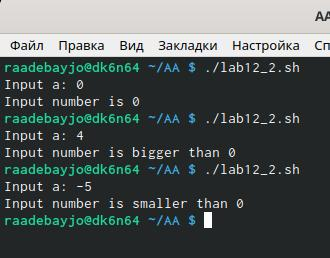 AA
Файл Правка Вид Закладки Настройка Сп
raadebayjo@dk6n64 ~/AA $ ./lab12_2.sh
Input a: 0
Input number is 0
raadebayjo@dk6n64 ~/AA $ ./lab12_2.sh
Input a: 4
Input number is bigger than 0
raadebayjo@dk6n64 ~/AA $ ./lab12_2.sh
Input a: -5
Input number is smaller than 0
raadebayjo@dk6n64 ~/AA $